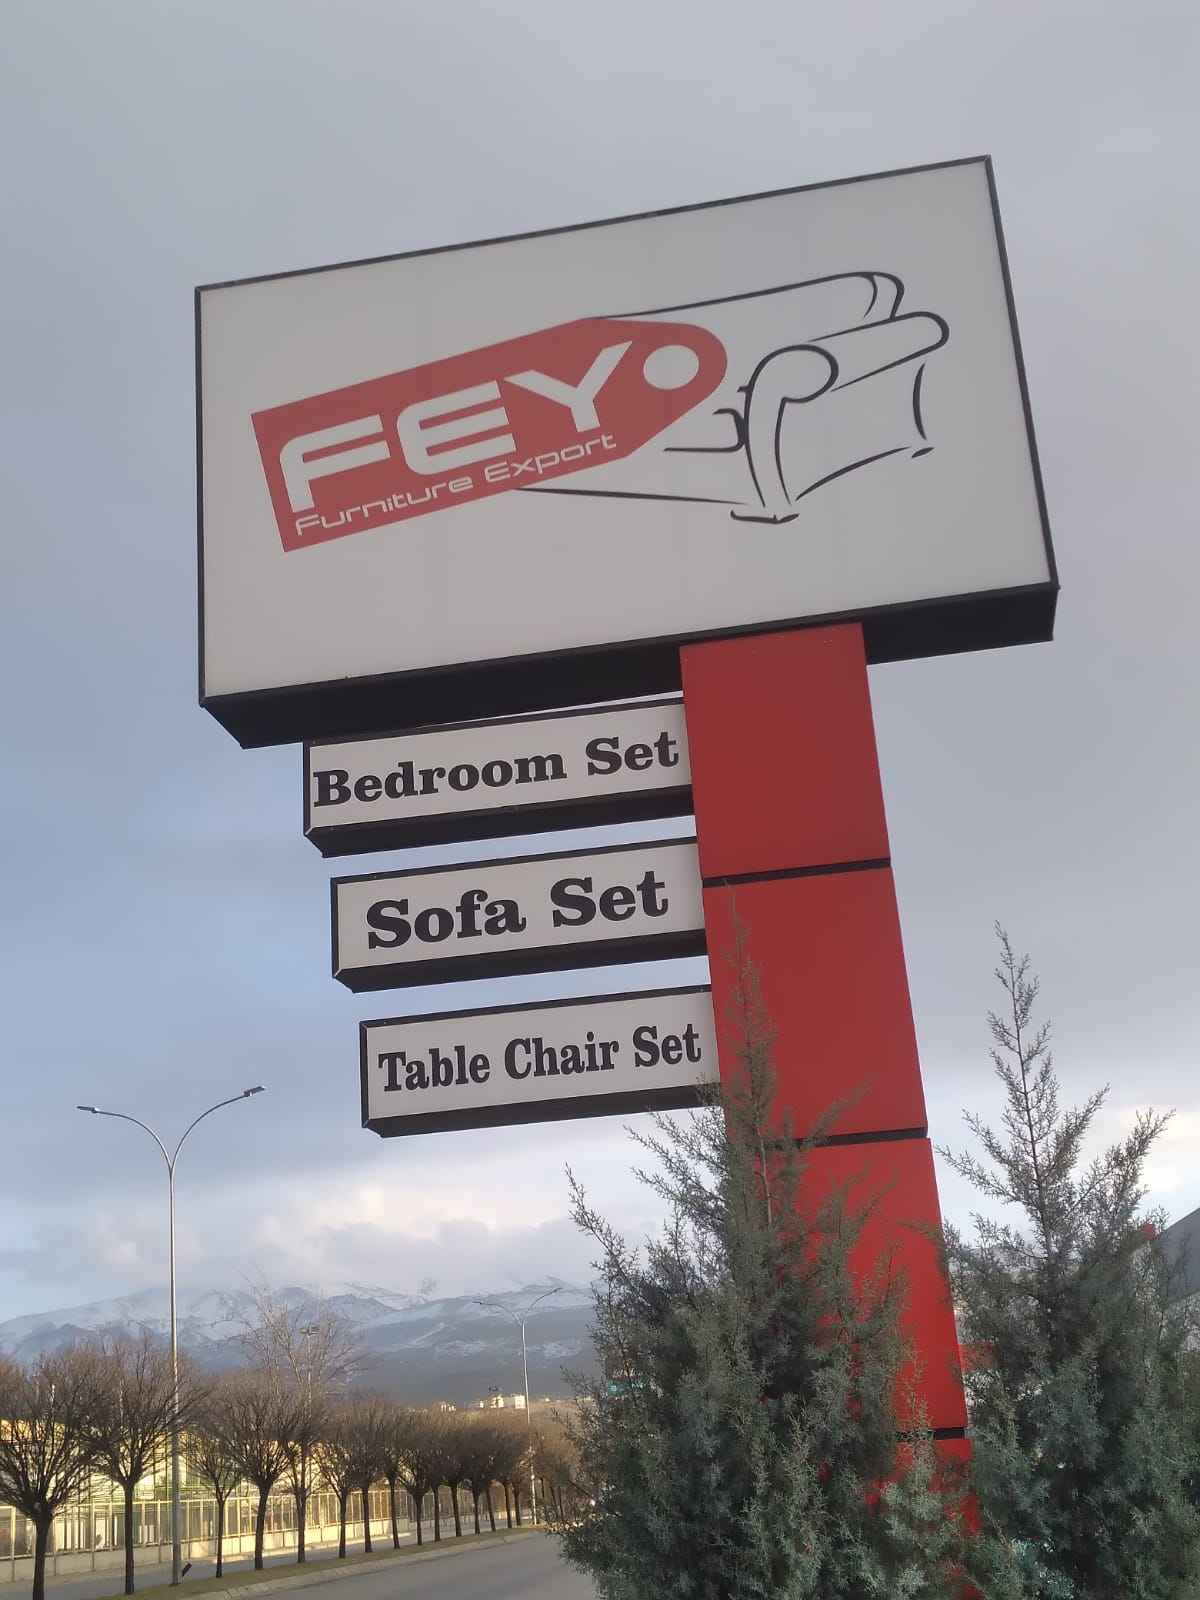 FEY
Furniture Export
Bedroom Set
Sofa Set
Table Chair Set